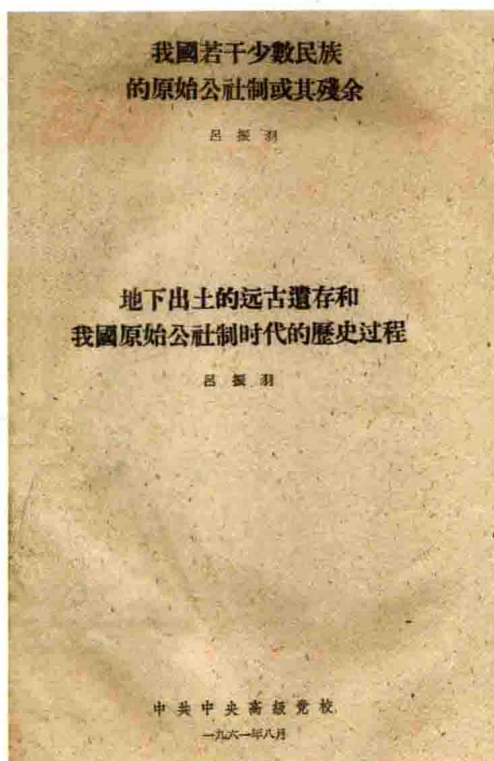 我國若干少數民族
的原始公社制或其殘余
呂振羽
地下出土的远古遺存和
我國原始公社制时代的歷史过程
呂振羽
中共中央高級党校
一九六一年八月